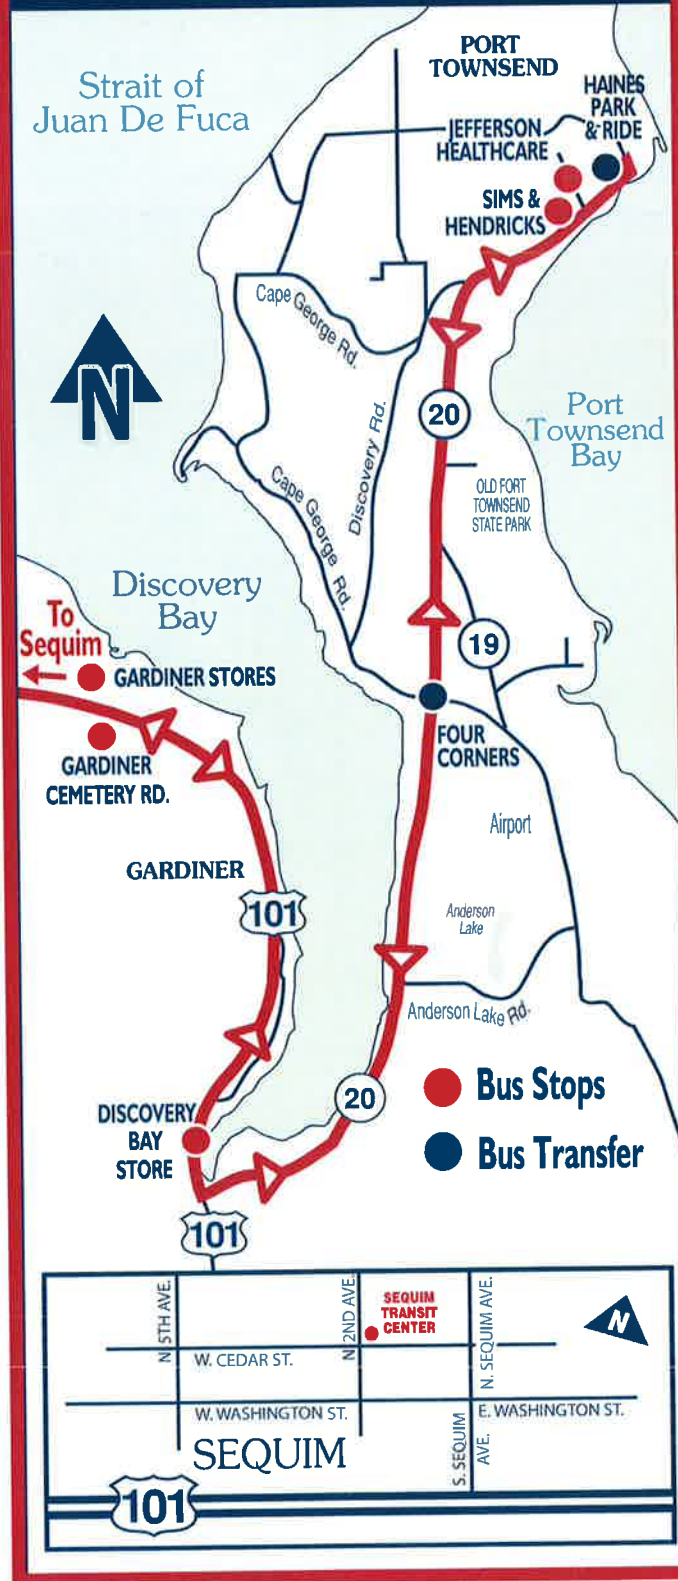 Strait of
Juan De Fuca
PORT
TOWNSEND
HAINES
PARK
& RIDE
JEFFERSON
HEALTHCARE
SIMS &
HENDRICKS
Cape George Rd.
N
20
Port
Townsend
Bay
Discovery Rd.
OLD FORT
TOWNSEND
STATE PARK
Cape George Rd.
Discovery
Bay
To
Sequim
19
GARDINER STORES
FOUR
CORNERS
GARDINER
CEMETERY RD.
Airport
GARDINER
101
Anderson
Lake
Anderson Lake Rd.
20
Bus Stops
DISCOVERY
BAY
STORE
Bus Transfer
101
N 5TH AVE.
N 2ND AVE.
SEQUIM
TRANSIT
CENTER
N. SEQUIM AVE.
N
W. CEDAR ST.
W. WASHINGTON ST.
E. WASHINGTON ST.
SEQUIM
S. SEQUIM
AVE.
101